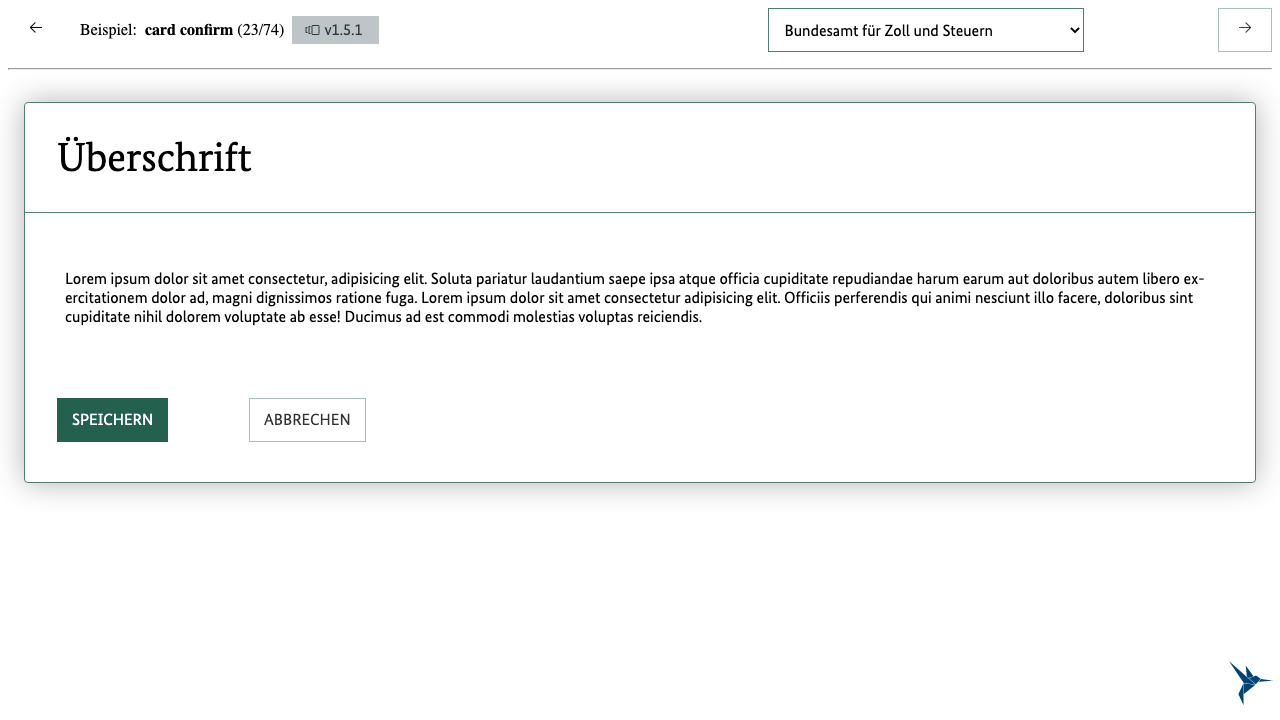 Beispiel: card confirm (23/74) v1.5.1 Bundesamt für Zoll und Steuern
Überschrift
Lorem ipsum dolor sit amet consectetur, adipisicing elit. Soluta pariatur laudantium saepe ipsa atque officia cupiditate repudiandae harum earum aut doloribus autem libero ex-
ercitationem dolor ad, magni dignissimos ratione fuga. Lorem ipsum dolor sit amet consectetur adipisicing elit. Officiis perferendis qui animi nesciunt illo facere, doloribus sint
cupiditate nihil dolorem voluptate ab esse! Ducimus ad est commodi molestias voluptas reiciendis.
SPEICHERN ABBRECHEN